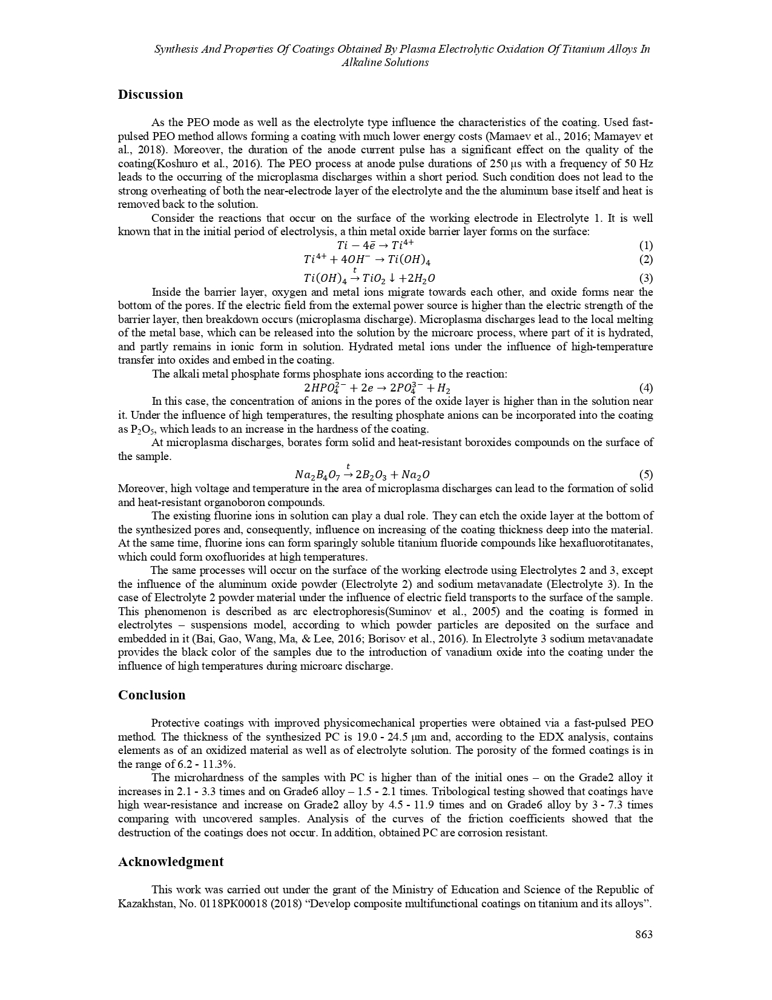 Synthesis And Properties Of Coatings Obtained By Plasma Electrolytic Oxidation Of Titanium Alloys In
Alkaline Solutions
Discussion
As the PEO mode as well as the electrolyte type influence the characteristics of the coating. Used fast-
pulsed PEO method allows forming a coating with much lower energy costs (Mamaev et al., 2016; Mamayev et
al., 2018). Moreover, the duration of the anode current pulse has a significant effect on the quality of the
coating(Koshuro et al., 2016). The PEO process at anode pulse durations of 250 μs with a frequency of 50 Hz
leads to the occurring of the microplasma discharges within a short period. Such condition does not lead to the
strong overheating of both the near-electrode layer of the electrolyte and the the aluminum base itself and heat is
removed back to the solution.
Consider the reactions that occur on the surface of the working electrode in Electrolyte 1. It is well
known that in the initial period of electrolysis, a thin metal oxide barrier layer forms on the surface:
Ti − 4ē → Ti⁴⁺ (1)
Ti⁴⁺ + 4OH⁻ → Ti(OH)₄ (2)
t
Ti(OH)₄ → TiO₂ ↓ +2H₂O (3)
Inside the barrier layer, oxygen and metal ions migrate towards each other, and oxide forms near the
bottom of the pores. If the electric field from the external power source is higher than the electric strength of the
barrier layer, then breakdown occurs (microplasma discharge). Microplasma discharges lead to the local melting
of the metal base, which can be released into the solution by the microarc process, where part of it is hydrated,
and partly remains in ionic form in solution. Hydrated metal ions under the influence of high-temperature
transfer into oxides and embed in the coating.
The alkali metal phosphate forms phosphate ions according to the reaction:
2HPO₄²⁻ + 2e → 2PO₄³⁻ + H₂ (4)
In this case, the concentration of anions in the pores of the oxide layer is higher than in the solution near
it. Under the influence of high temperatures, the resulting phosphate anions can be incorporated into the coating
as P₂O₅, which leads to an increase in the hardness of the coating.
At microplasma discharges, borates form solid and heat-resistant boroxides compounds on the surface of
the sample.
t
Na₂B₄O₇ → 2B₂O₃ + Na₂O (5)
Moreover, high voltage and temperature in the area of microplasma discharges can lead to the formation of solid
and heat-resistant organoboron compounds.
The existing fluorine ions in solution can play a dual role. They can etch the oxide layer at the bottom of
the synthesized pores and, consequently, influence on increasing of the coating thickness deep into the material.
At the same time, fluorine ions can form sparingly soluble titanium fluoride compounds like hexafluorotitanates,
which could form oxofluorides at high temperatures.
The same processes will occur on the surface of the working electrode using Electrolytes 2 and 3, except
the influence of the aluminum oxide powder (Electrolyte 2) and sodium metavanadate (Electrolyte 3). In the
case of Electrolyte 2 powder material under the influence of electric field transports to the surface of the sample.
This phenomenon is described as arc electrophoresis(Suminov et al., 2005) and the coating is formed in
electrolytes – suspensions model, according to which powder particles are deposited on the surface and
embedded in it (Bai, Gao, Wang, Ma, & Lee, 2016; Borisov et al., 2016). In Electrolyte 3 sodium metavanadate
provides the black color of the samples due to the introduction of vanadium oxide into the coating under the
influence of high temperatures during microarc discharge.
Conclusion
Protective coatings with improved physicomechanical properties were obtained via a fast-pulsed PEO
method. The thickness of the synthesized PC is 19.0 - 24.5 μm and, according to the EDX analysis, contains
elements as of an oxidized material as well as of electrolyte solution. The porosity of the formed coatings is in
the range of 6.2 - 11.3%.
The microhardness of the samples with PC is higher than of the initial ones – on the Grade2 alloy it
increases in 2.1 - 3.3 times and on Grade6 alloy – 1.5 - 2.1 times. Tribological testing showed that coatings have
high wear-resistance and increase on Grade2 alloy by 4.5 - 11.9 times and on Grade6 alloy by 3 - 7.3 times
comparing with uncovered samples. Analysis of the curves of the friction coefficients showed that the
destruction of the coatings does not occur. In addition, obtained PC are corrosion resistant.
Acknowledgment
This work was carried out under the grant of the Ministry of Education and Science of the Republic of
Kazakhstan, No. 0118РК00018 (2018) “Develop composite multifunctional coatings on titanium and its alloys”.
863